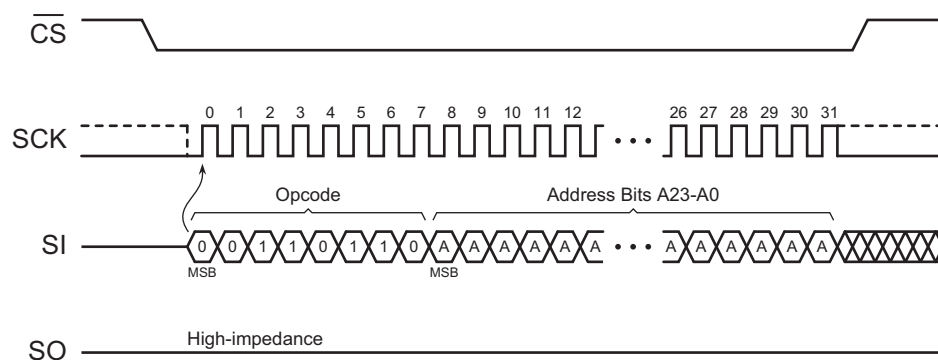 CS
0 1 2 3 4 5 6 7 8 9 10 11 12 26 27 28 29 30 31
SCK
Opcode Address Bits A23-A0
SI 0 0 1 1 0 1 1 0 A A A A A A A A A A A A
MSB MSB
High-impedance
SO